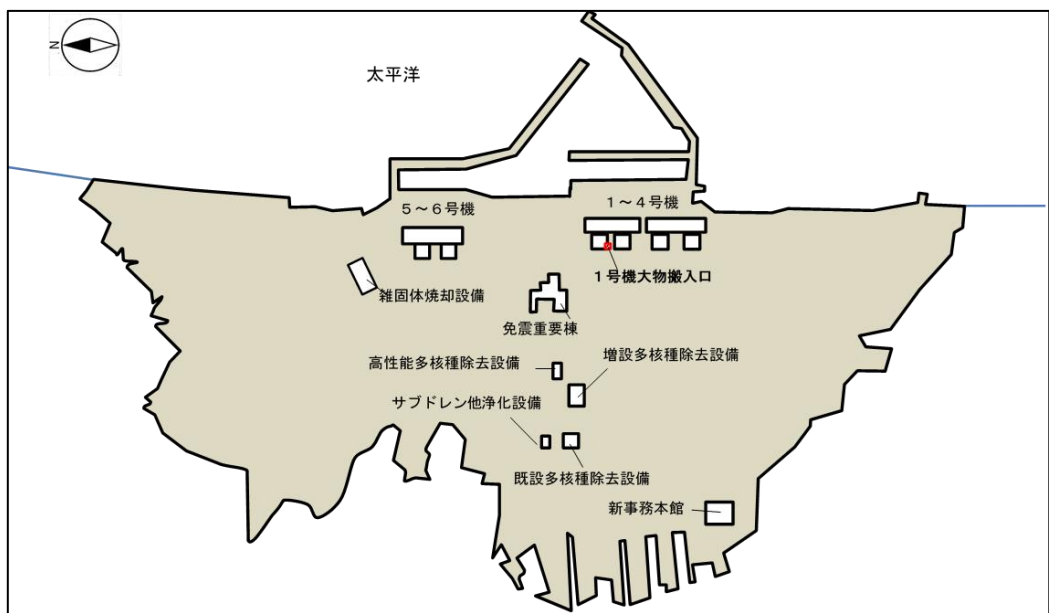 N
太平洋
５～６号機
１～４号機
１号機大物搬入口
雑固体焼却設備
免震重要棟
高性能多核種除去設備
増設多核種除去設備
サブドレン他浄化設備
既設多核種除去設備
新事務本館